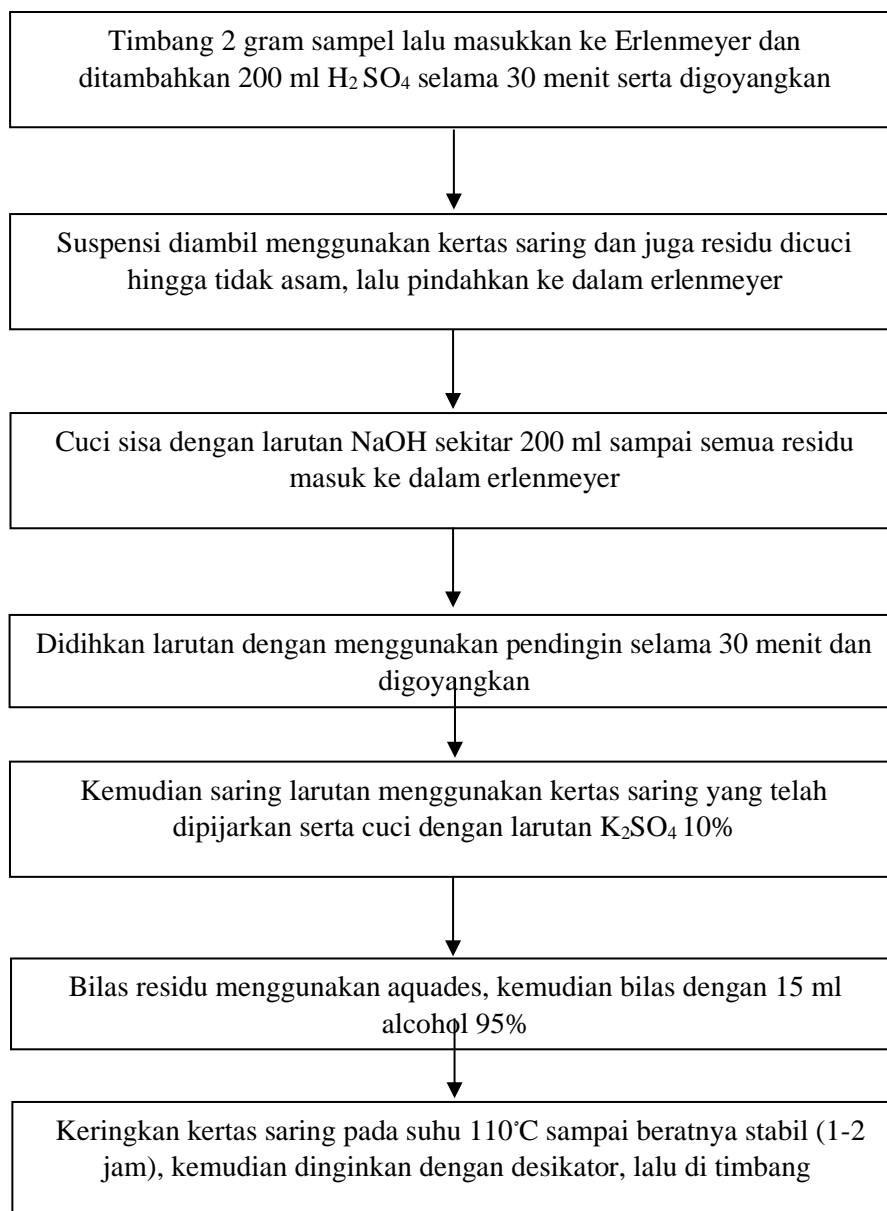 Timbang 2 gram sampel lalu masukkan ke Erlenmeyer dan
ditambahkan 200 ml H₂ SO₄ selama 30 menit serta digoyangkan
Suspensi diambil menggunakan kertas saring dan juga residu dicuci
hingga tidak asam, lalu pindahkan ke dalam erlenmeyer
Cuci sisa dengan larutan NaOH sekitar 200 ml sampai semua residu
masuk ke dalam erlenmeyer
Didihkan larutan dengan menggunakan pendingin selama 30 menit dan
digoyangkan
Kemudian saring larutan menggunakan kertas saring yang telah
dipijarkan serta cuci dengan larutan K₂SO₄ 10%
Bilas residu menggunakan aquades, kemudian bilas dengan 15 ml
alcohol 95%
Keringkan kertas saring pada suhu 110°C sampai beratnya stabil (1-2
jam), kemudian dinginkan dengan desikator, lalu di timbang